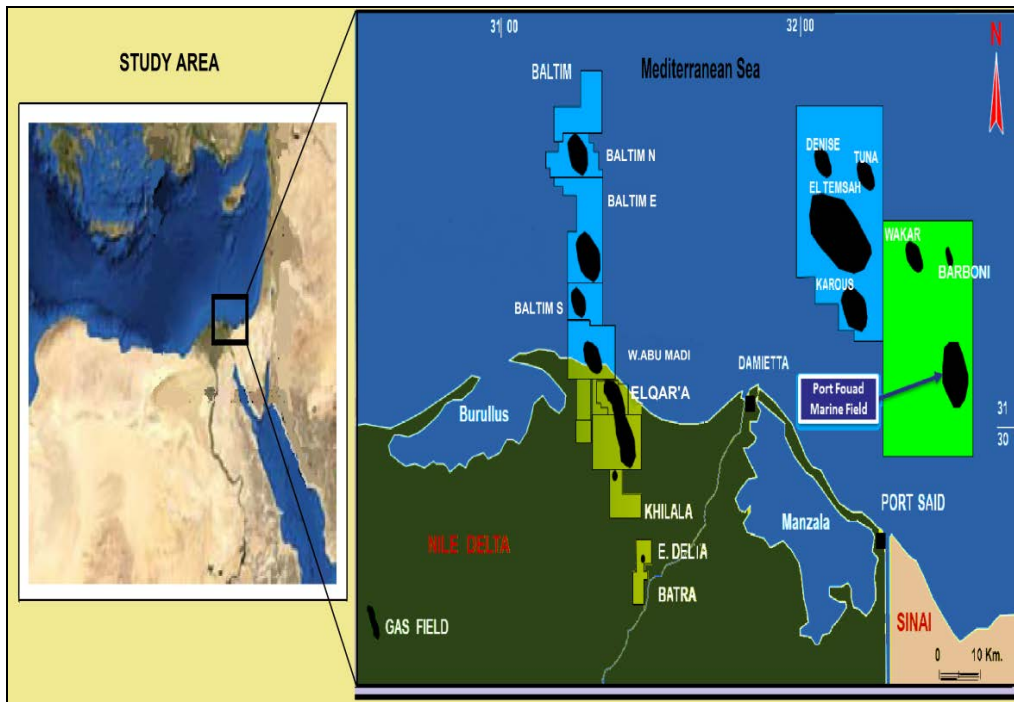 STUDY AREA
31 00
32 00
N
BALTIM
Mediterranean Sea
BALTIM N
DENISE
TUNA
EL TEMSAH
BALTIM E
WAKAR
BARBONI
KAROUS
BALTIM S
W.ABU MADI
DAMIETTA
Port Fouad
Marine Field
ELQAR'A
Burullus
31
30
KHILALA
PORT SAID
Manzala
NILE DELTA
E. DELTA
BATRA
GAS FIELD
SINAI
0 10 Km.